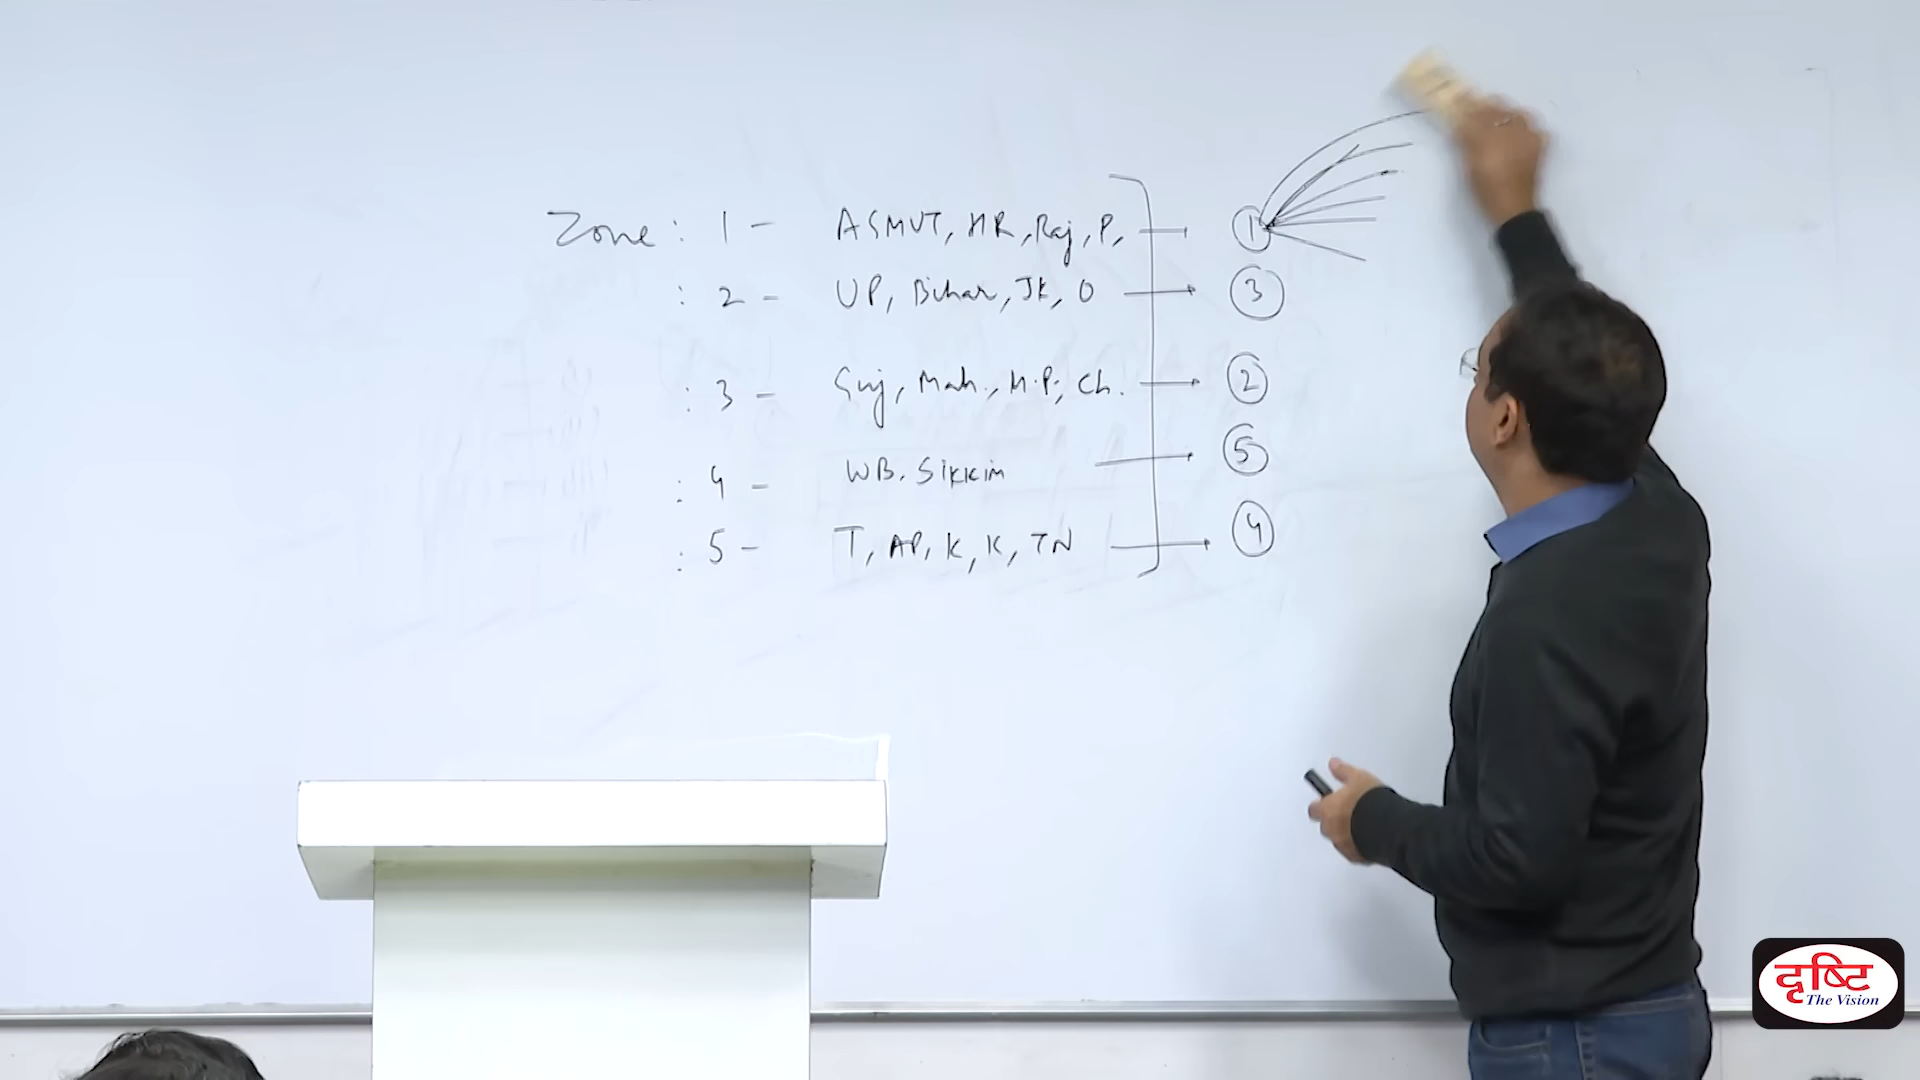 Zone : 1 - ASMUT, HR, Raj, P, → ①
: 2 - UP, Bihar, JK, O → ③
: 3 - Guj, Mah., M.P., Ch. → ②
: 4 - WB, Sikkim → ⑤
: 5 - T, AP, K, K, TN → ④
दृष्टि
The Vision